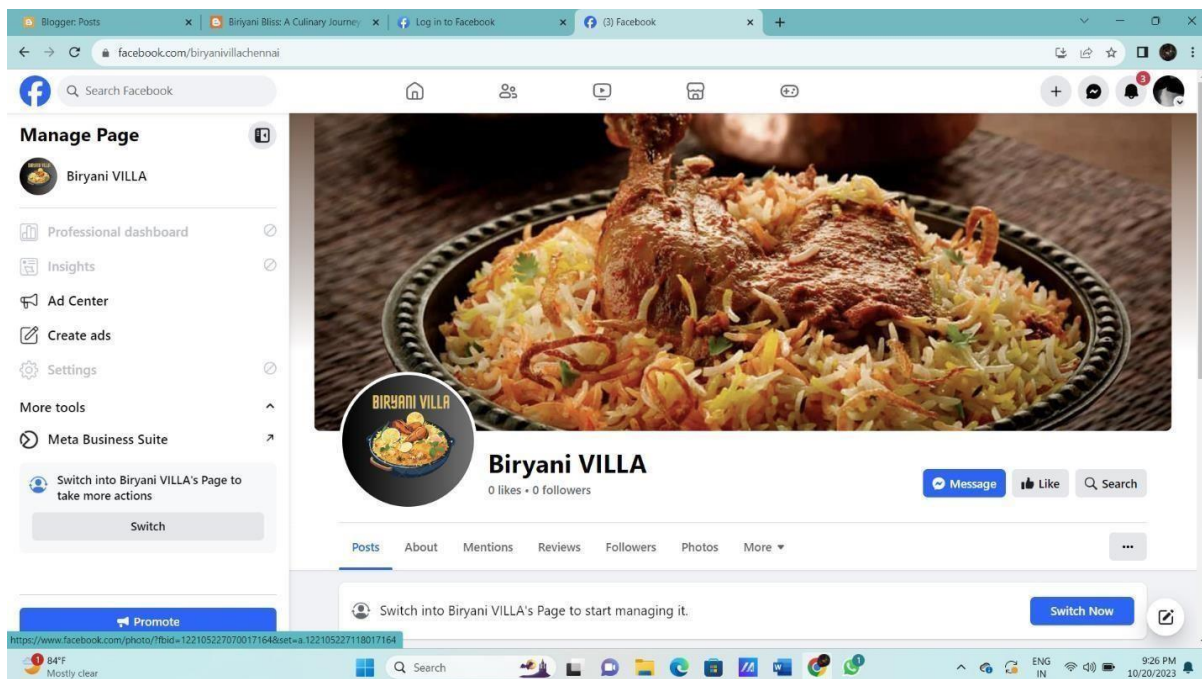 Blogger: Posts
Biriyani Bliss: A Culinary Journey
Log in to Facebook
(3) Facebook
facebook.com/biryanivillachennai
Search Facebook
3
Manage Page
Biryani VILLA
Professional dashboard
Insights
Ad Center
Create ads
Settings
More tools
Meta Business Suite
Switch into Biryani VILLA's Page to
take more actions
Switch
Promote
BIRYANI VILLA
Biryani VILLA
0 likes • 0 followers
Message
Like
Search
Posts About Mentions Reviews Followers Photos More
Switch into Biryani VILLA's Page to start managing it.
Switch Now
https://www.facebook.com/photo/?fbid=122105227070017164&set=a.122105227118017164
1
84°F
Mostly clear
Search
ENG
IN
9:26 PM
10/20/2023